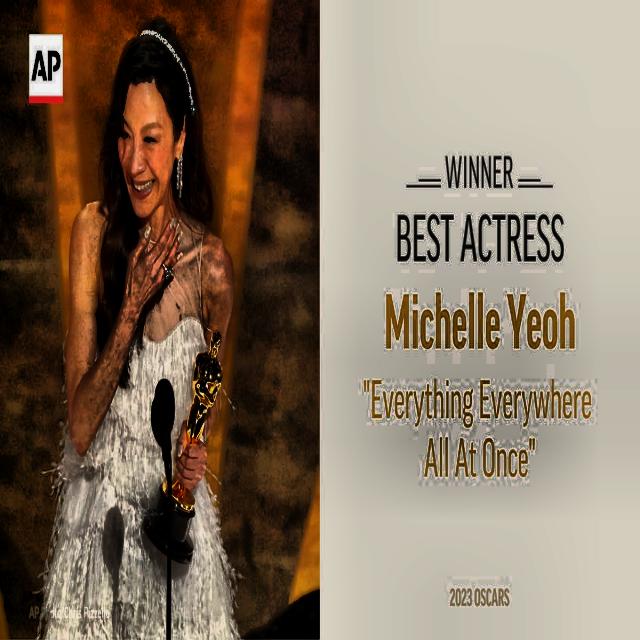 AP
WINNER
BEST ACTRESS
Michelle Yeoh
"Everything Everywhere
All At Once"
2023 OSCARS